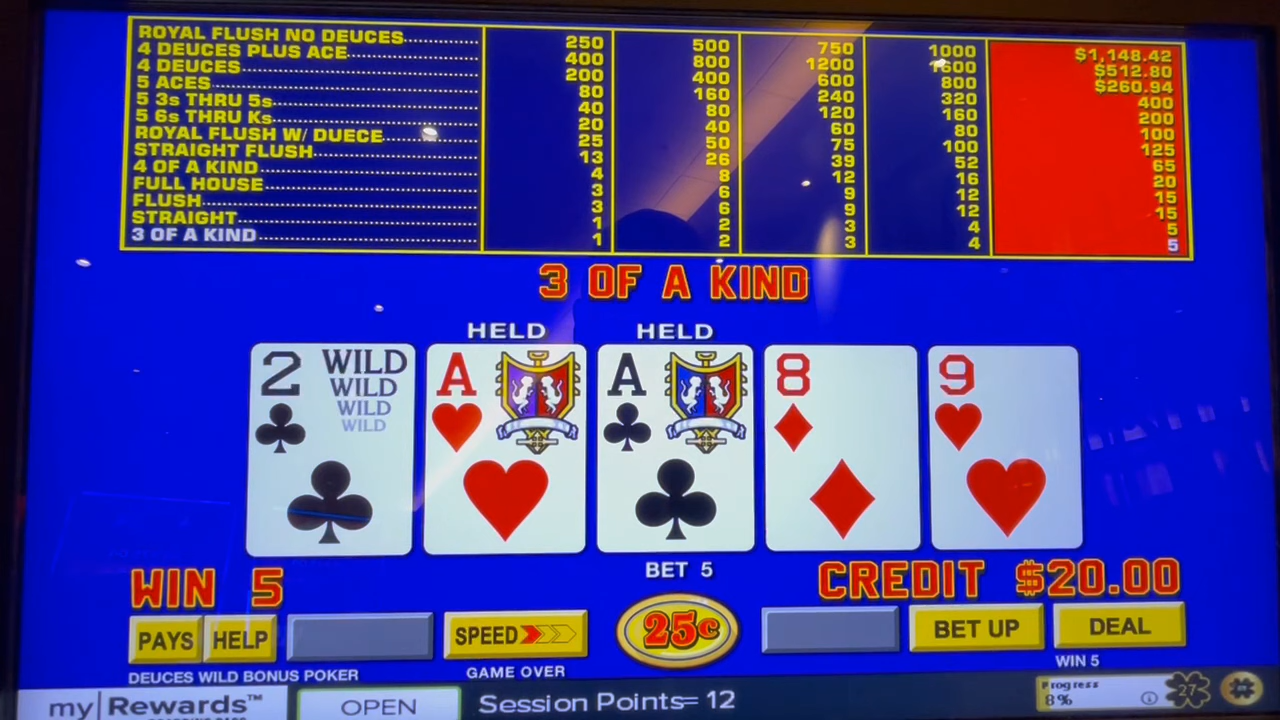 ROYAL FLUSH NO DEUCES 250 500 750 1000 $1,148.42
4 DEUCES PLUS ACE 400 800 1200 1600 $512.80
4 DEUCES 200 400 600 800 $260.94
5 ACES 80 160 240 320 400
5 3s THRU 5s 40 80 120 160 200
5 6s THRU Ks 20 40 60 80 100
ROYAL FLUSH W/ DUECE 25 50 75 100 125
STRAIGHT FLUSH 13 26 39 52 65
4 OF A KIND 4 8 12 16 20
FULL HOUSE 3 6 9 12 15
FLUSH 3 6 9 12 15
STRAIGHT 1 2 3 4 5
3 OF A KIND 1 2 3 4 5
3 OF A KIND
HELD HELD
2 WILD A A 8 9
WILD
WILD
WILD
BET 5
WIN 5 CREDIT $20.00
PAYS HELP SPEED 25¢ BET UP DEAL
DEUCES WILD BONUS POKER GAME OVER WIN 5
my|Rewards™ OPEN Session Points= 12 Progress 27
8%